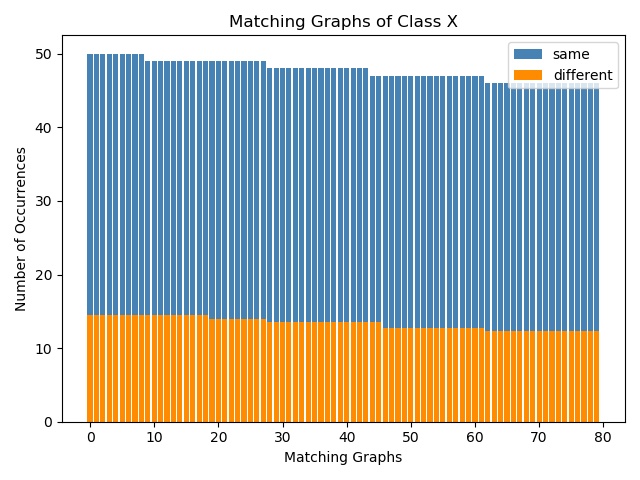 Matching Graphs of Class X
same
different
Number of Occurrences
50
40
30
20
10
0
0 10 20 30 40 50 60 70 80
Matching Graphs